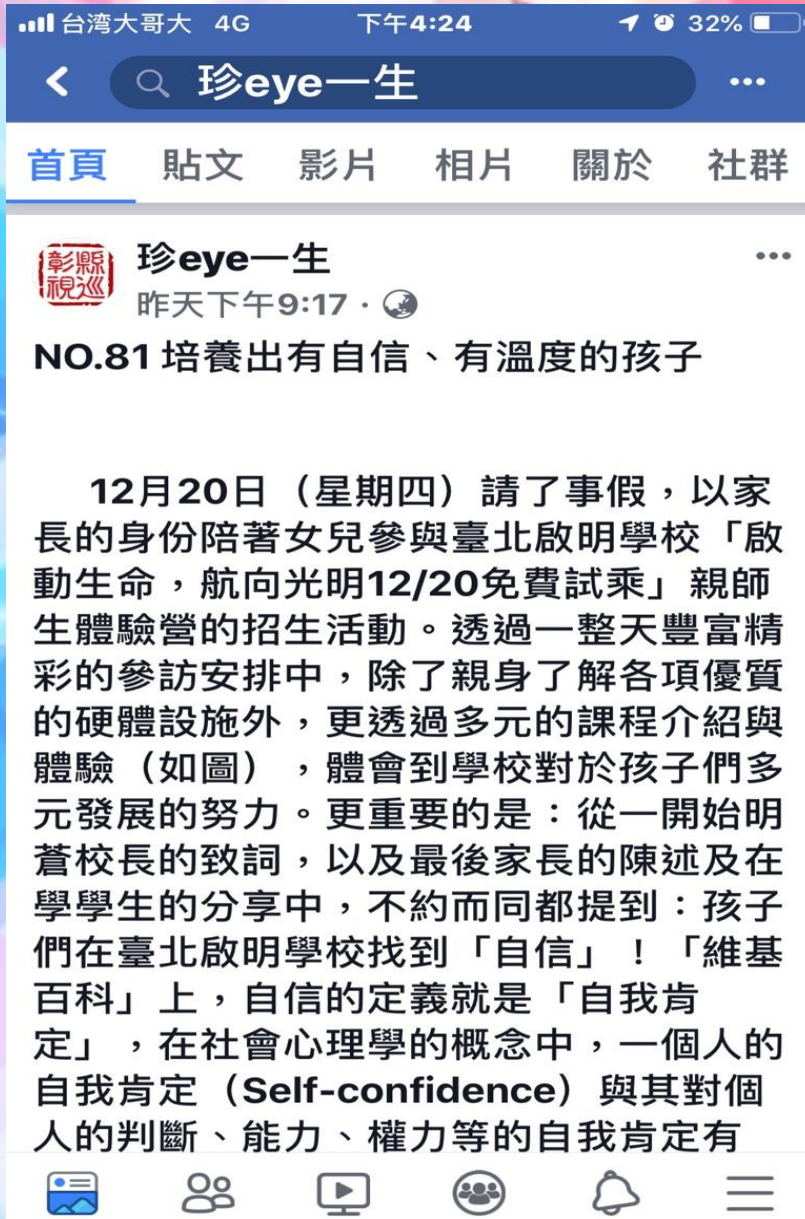 台湾大哥大 4G 下午4:24 32%
珍eye一生
首頁 貼文 影片 相片 關於 社群
彰縣視巡
珍eye一生
昨天下午9:17
NO.81 培養出有自信、有溫度的孩子
12月20日（星期四）請了事假，以家
長的身份陪著女兒參與臺北啟明學校「啟
動生命，航向光明12/20免費試乘」親師
生體驗營的招生活動。透過一整天豐富精
彩的參訪安排中，除了親身了解各項優質
的硬體設施外，更透過多元的課程介紹與
體驗（如圖），體會到學校對於孩子們多
元發展的努力。更重要的是：從一開始明
蒼校長的致詞，以及最後家長的陳述及在
學學生的分享中，不約而同都提到：孩子
們在臺北啟明學校找到「自信」！「維基
百科」上，自信的定義就是「自我肯
定」，在社會心理學的概念中，一個人的
自我肯定（Self-confidence）與其對個
人的判斷、能力、權力等的自我肯定有